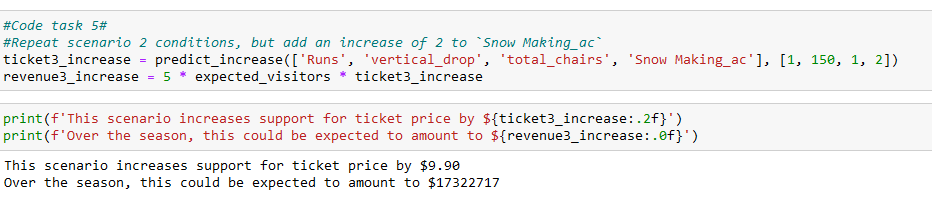 #Code task 5#
#Repeat scenario 2 conditions, but add an increase of 2 to `Snow Making_ac`
ticket3_increase = predict_increase(['Runs', 'vertical_drop', 'total_chairs', 'Snow Making_ac'], [1, 150, 1, 2])
revenue3_increase = 5 * expected_visitors * ticket3_increase
print(f'This scenario increases support for ticket price by ${ticket3_increase:.2f}')
print(f'Over the season, this could be expected to amount to ${revenue3_increase:.0f}')
This scenario increases support for ticket price by $9.90
Over the season, this could be expected to amount to $17322717